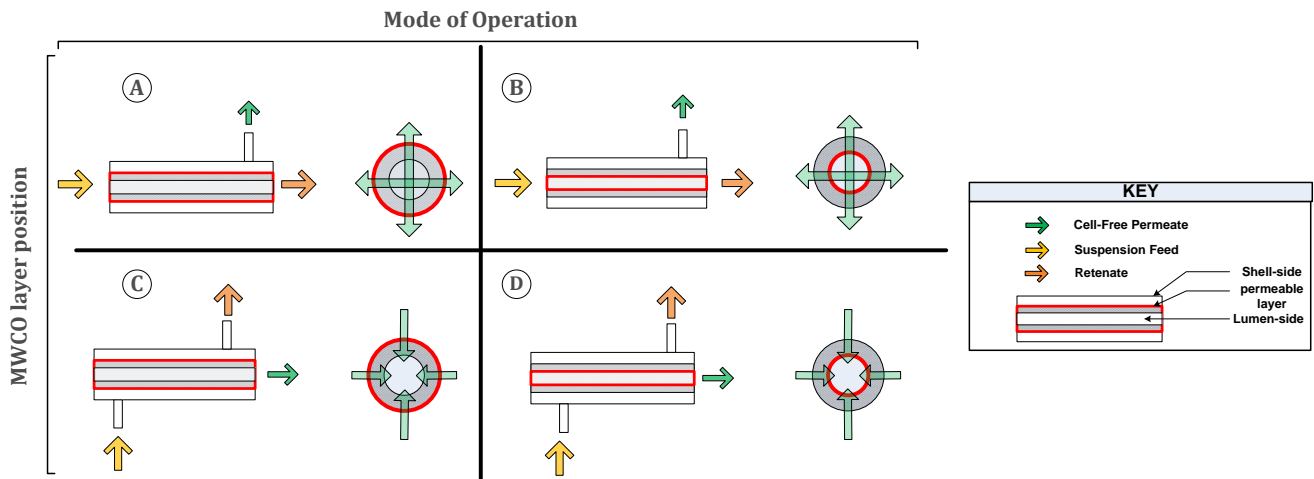 Mode of Operation
MWCO layer position
A
B
C
D
KEY
Cell-Free Permeate
Suspension Feed
Retenate
Shell-side
permeable
layer
Lumen-side